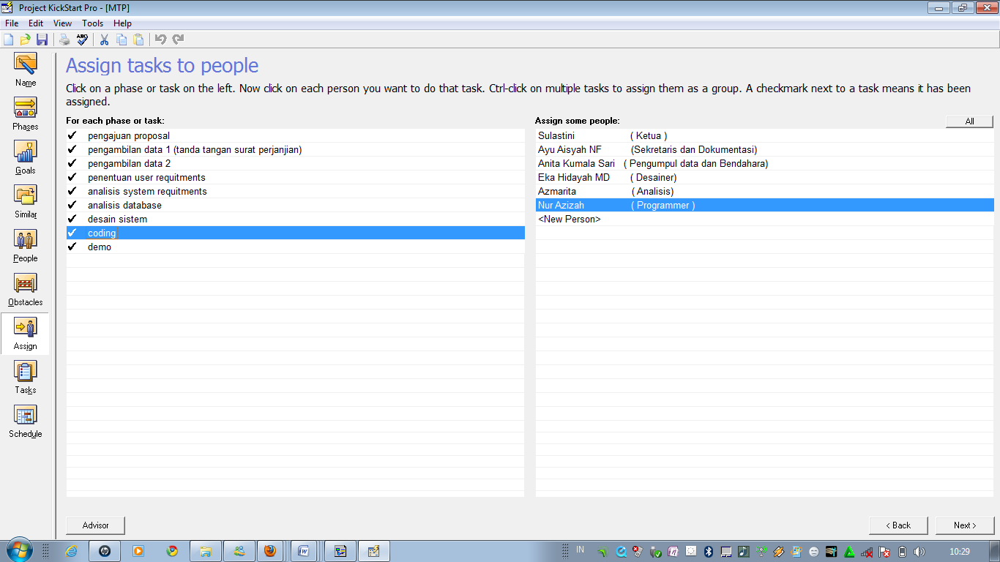 Project KickStart Pro - [MTP]
File Edit View Tools Help
ABC
Name
Phases
Goals
Similar
People
Obstacles
Assign
Tasks
Schedule
Assign tasks to people
Click on a phase or task on the left. Now click on each person you want to do that task. Ctrl-click on multiple tasks to assign them as a group. A checkmark next to a task means it has been
assigned.
For each phase or task:
pengajuan proposal
pengambilan data 1 (tanda tangan surat perjanjian)
pengambilan data 2
penentuan user requitments
analisis system requitments
analisis database
desain sistem
coding
demo
Assign some people:
All
Sulastini ( Ketua )
Ayu Aisyah NF (Sekretaris dan Dokumentasi)
Anita Kumala Sari ( Pengumpul data dan Bendahara)
Eka Hidayah MD ( Desainer)
Azmarita ( Analisis)
Nur Azizah ( Programmer )
<New Person>
Advisor
< Back
Next >
IN
10:29